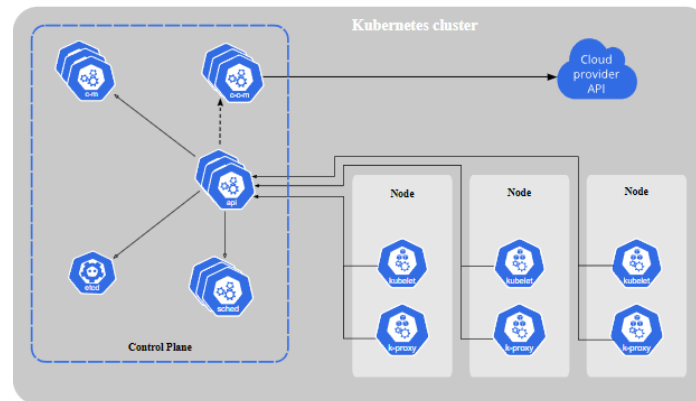 Kubernetes cluster
c-m
c-c-m
Cloud
provider
API
api
Node
Node
Node
etcd
sched
kubelet
kubelet
kubelet
k-proxy
k-proxy
k-proxy
Control Plane